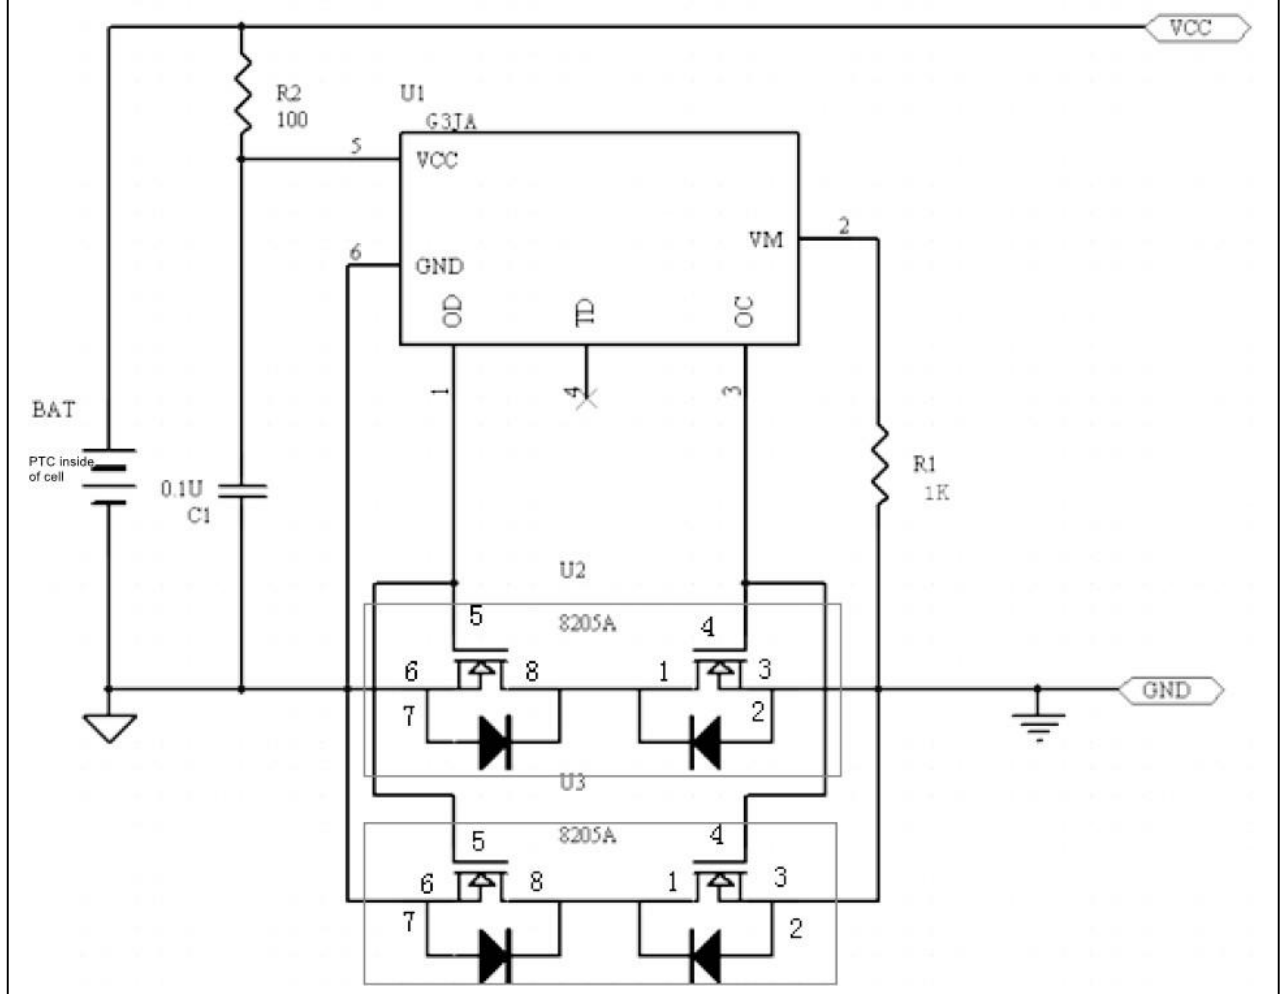 VCC
R2
100
U1
G3JA
5
VCC
2
VM
6
GND
OD
TD
OC
1
4
3
BAT
PTC inside
of cell
0.1U
C1
R1
1K
U2
8205A
5
4
6
8
1
3
7
2
GND
U3
8205A
5
4
6
8
1
3
7
2